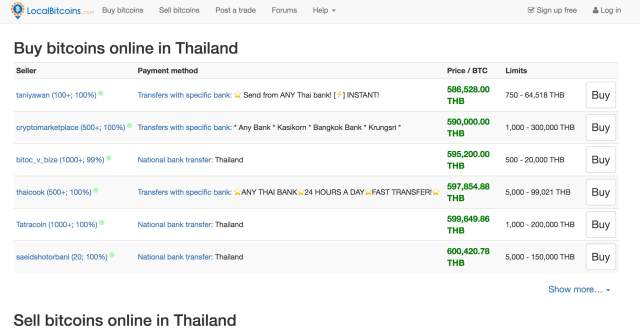 LocalBitcoins.com Buy bitcoins Sell bitcoins Post a trade Forums Help Sign up free Log in
Buy bitcoins online in Thailand
Seller Payment method Price / BTC Limits
taniyawan (100+; 100%) Transfers with specific bank: ⭐ Send from ANY Thai bank! [⚡] INSTANT! 586,528.00 THB 750 - 64,518 THB Buy
cryptomarketplace (500+; 100%) Transfers with specific bank: * Any Bank * Kasikorn * Bangkok Bank * Krungsri * 590,000.00 THB 1,000 - 300,000 THB Buy
bitoc_v_bize (1000+; 99%) National bank transfer: Thailand 595,200.00 THB 500 - 20,000 THB Buy
thaicook (500+; 100%) Transfers with specific bank: ⭐ANY THAI BANK⭐24 HOURS A DAY⭐FAST TRANSFER!⭐ 597,854.88 THB 5,000 - 99,021 THB Buy
Tatracoin (1000+; 100%) National bank transfer: Thailand 599,649.86 THB 1,000 - 200,000 THB Buy
saeidshotorbani (20; 100%) National bank transfer: Thailand 600,420.78 THB 5,000 - 150,000 THB Buy
Show more...
Sell bitcoins online in Thailand